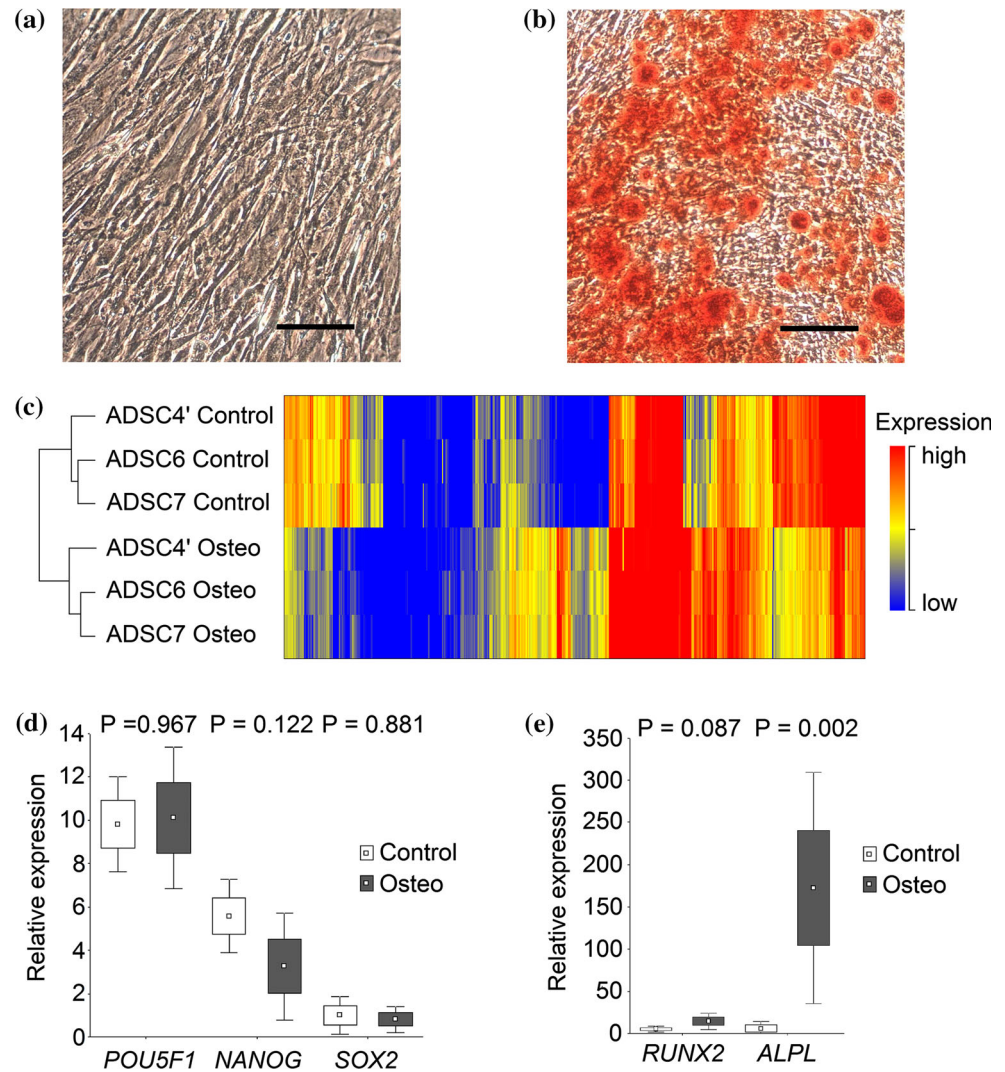 (a)
(b)
(c)
ADSC4' Control
ADSC6 Control
ADSC7 Control
ADSC4' Osteo
ADSC6 Osteo
ADSC7 Osteo
Expression
high
low
(d)
P =0.967 P = 0.122 P = 0.881
Relative expression
14
12
10
8
6
4
2
0
Control
Osteo
POU5F1 NANOG SOX2
(e)
P = 0.087 P = 0.002
Relative expression
350
300
250
200
150
100
50
0
Control
Osteo
RUNX2 ALPL